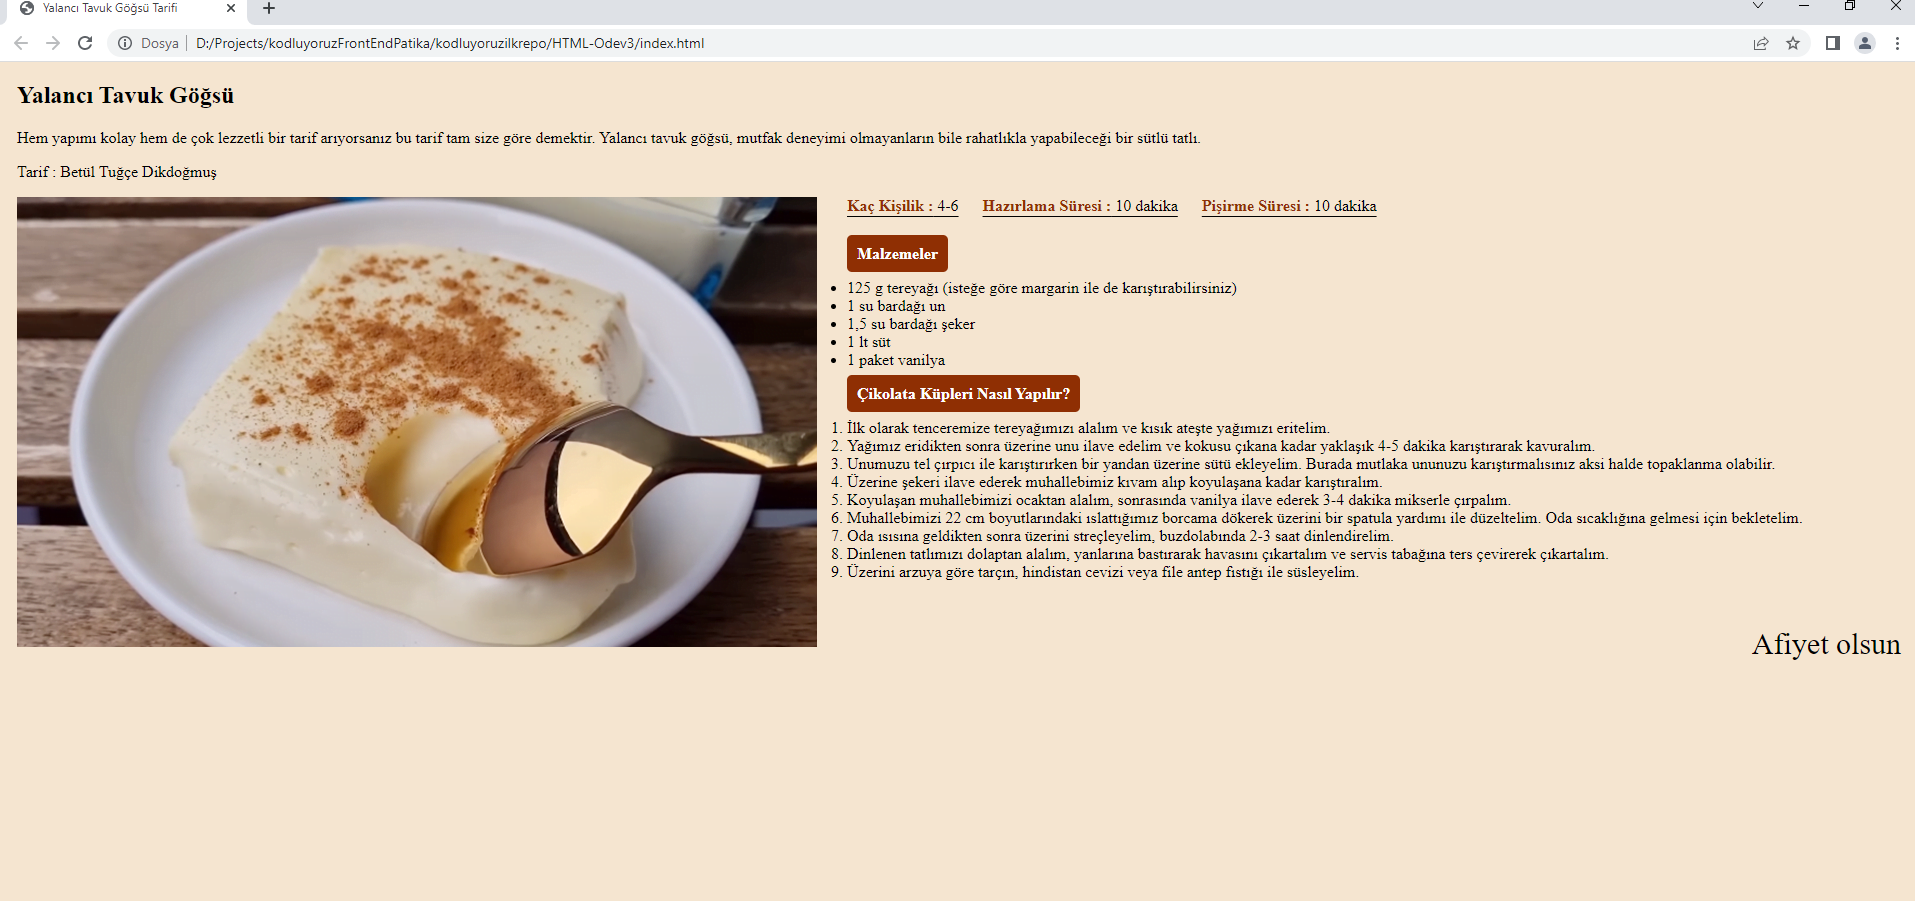 Yalancı Tavuk Göğsü Tarifi
Dosya
D:/Projects/kodluyoruzFrontEndPatika/kodluyoruzilkrepo/HTML-Odev3/index.html
Yalancı Tavuk Göğsü
Hem yapımı kolay hem de çok lezzetli bir tarif arıyorsanız bu tarif tam size göre demektir. Yalancı tavuk göğsü, mutfak deneyimi olmayanların bile rahatlıkla yapabileceği bir sütlü tatlı.
Tarif : Betül Tuğçe Dikdoğmuş
Kaç Kişilik : 4-6 Hazırlama Süresi : 10 dakika Pişirme Süresi : 10 dakika
Malzemeler
• 125 g tereyağı (isteğe göre margarin ile de karıştırabilirsiniz)
• 1 su bardağı un
• 1,5 su bardağı şeker
• 1 lt süt
• 1 paket vanilya
Çikolata Küpleri Nasıl Yapılır?
1. İlk olarak tenceremize tereyağımızı alalım ve kısık ateşte yağımızı eritelim.
2. Yağımız eridikten sonra üzerine unu ilave edelim ve kokusu çıkana kadar yaklaşık 4-5 dakika karıştırarak kavuralım.
3. Unumuzu tel çırpıcı ile karıştırırken bir yandan üzerine sütü ekleyelim. Burada mutlaka ununuzu karıştırmalısınız aksi halde topaklanma olabilir.
4. Üzerine şekeri ilave ederek muhallebimiz kıvam alıp koyulaşana kadar karıştıralım.
5. Koyulaşan muhallebimizi ocaktan alalım, sonrasında vanilya ilave ederek 3-4 dakika mikserle çırpalım.
6. Muhallebimizi 22 cm boyutlarındaki ıslattığımız borcama dökerek üzerini bir spatula yardımı ile düzeltelim. Oda sıcaklığına gelmesi için bekletelim.
7. Oda ısısına geldikten sonra üzerini streçleyelim, buzdolabında 2-3 saat dinlendirelim.
8. Dinlenen tatlımızı dolaptan alalım, yanlarına bastırarak havasını çıkartalım ve servis tabağına ters çevirerek çıkartalım.
9. Üzerini arzuya göre tarçın, hindistan cevizi veya file antep fıstığı ile süsleyelim.
Afiyet olsun